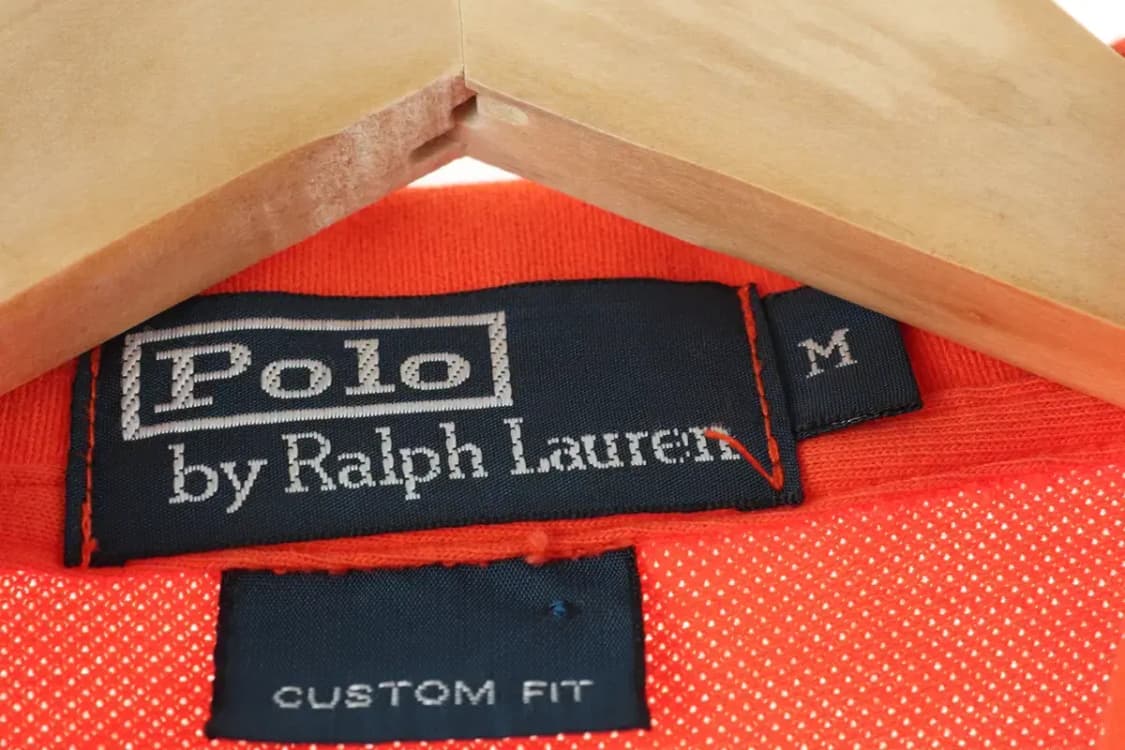 Polo
by Ralph Lauren
M
CUSTOM FIT